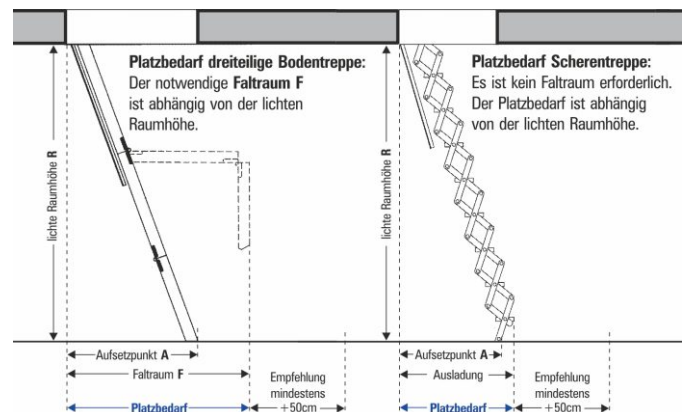 Platzbedarf dreiteilige Bodentreppe:
Der notwendige Faltraum F
ist abhängig von der lichten
Raumhöhe.
lichte Raumhöhe R
Aufsetzpunkt A
Faltraum F
Platzbedarf
Empfehlung
mindestens
+50cm
Platzbedarf Scherentreppe:
Es ist kein Faltraum erforderlich.
Der Platzbedarf ist abhängig
von der lichten Raumhöhe.
lichte Raumhöhe R
Aufsetzpunkt A
Ausladung
Platzbedarf
Empfehlung
mindestens
+50cm